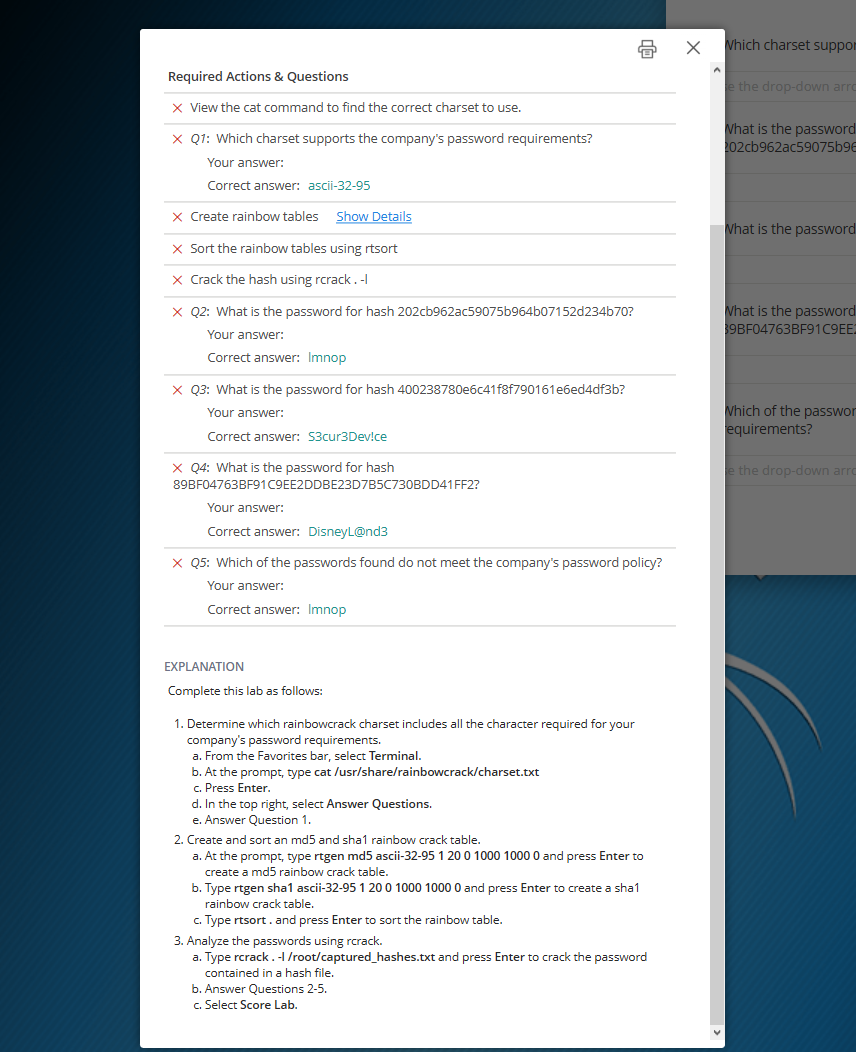 Required Actions & Questions
View the cat command to find the correct charset to use.
Q1: Which charset supports the company's password requirements?
Your answer:
Correct answer: ascii-32-95
Create rainbow tables Show Details
Sort the rainbow tables using rtsort
Crack the hash using rcrack . -l
Q2: What is the password for hash 202cb962ac59075b964b07152d234b70?
Your answer:
Correct answer: lmnop
Q3: What is the password for hash 400238780e6c41f8f790161e6ed4df3b?
Your answer:
Correct answer: S3cur3Dev!ce
Q4: What is the password for hash
89BF04763BF91C9EE2DDBE23D7B5C730BDD41FF2?
Your answer:
Correct answer: DisneyL@nd3
Q5: Which of the passwords found do not meet the company's password policy?
Your answer:
Correct answer: lmnop
EXPLANATION
Complete this lab as follows:
1. Determine which rainbowcrack charset includes all the character required for your
company's password requirements.
a. From the Favorites bar, select Terminal.
b. At the prompt, type cat /usr/share/rainbowcrack/charset.txt
c. Press Enter.
d. In the top right, select Answer Questions.
e. Answer Question 1.
2. Create and sort an md5 and sha1 rainbow crack table.
a. At the prompt, type rtgen md5 ascii-32-95 1 20 0 1000 1000 0 and press Enter to
create a md5 rainbow crack table.
b. Type rtgen sha1 ascii-32-95 1 20 0 1000 1000 0 and press Enter to create a sha1
rainbow crack table.
c. Type rtsort . and press Enter to sort the rainbow table.
3. Analyze the passwords using rcrack.
a. Type rcrack . -l /root/captured_hashes.txt and press Enter to crack the password
contained in a hash file.
b. Answer Questions 2-5.
c. Select Score Lab.
Which charset suppor
e the drop-down arro
What is the password
202cb962ac59075b96
What is the password
What is the password
89BF04763BF91C9EE2
Which of the passwor
requirements?
e the drop-down arro